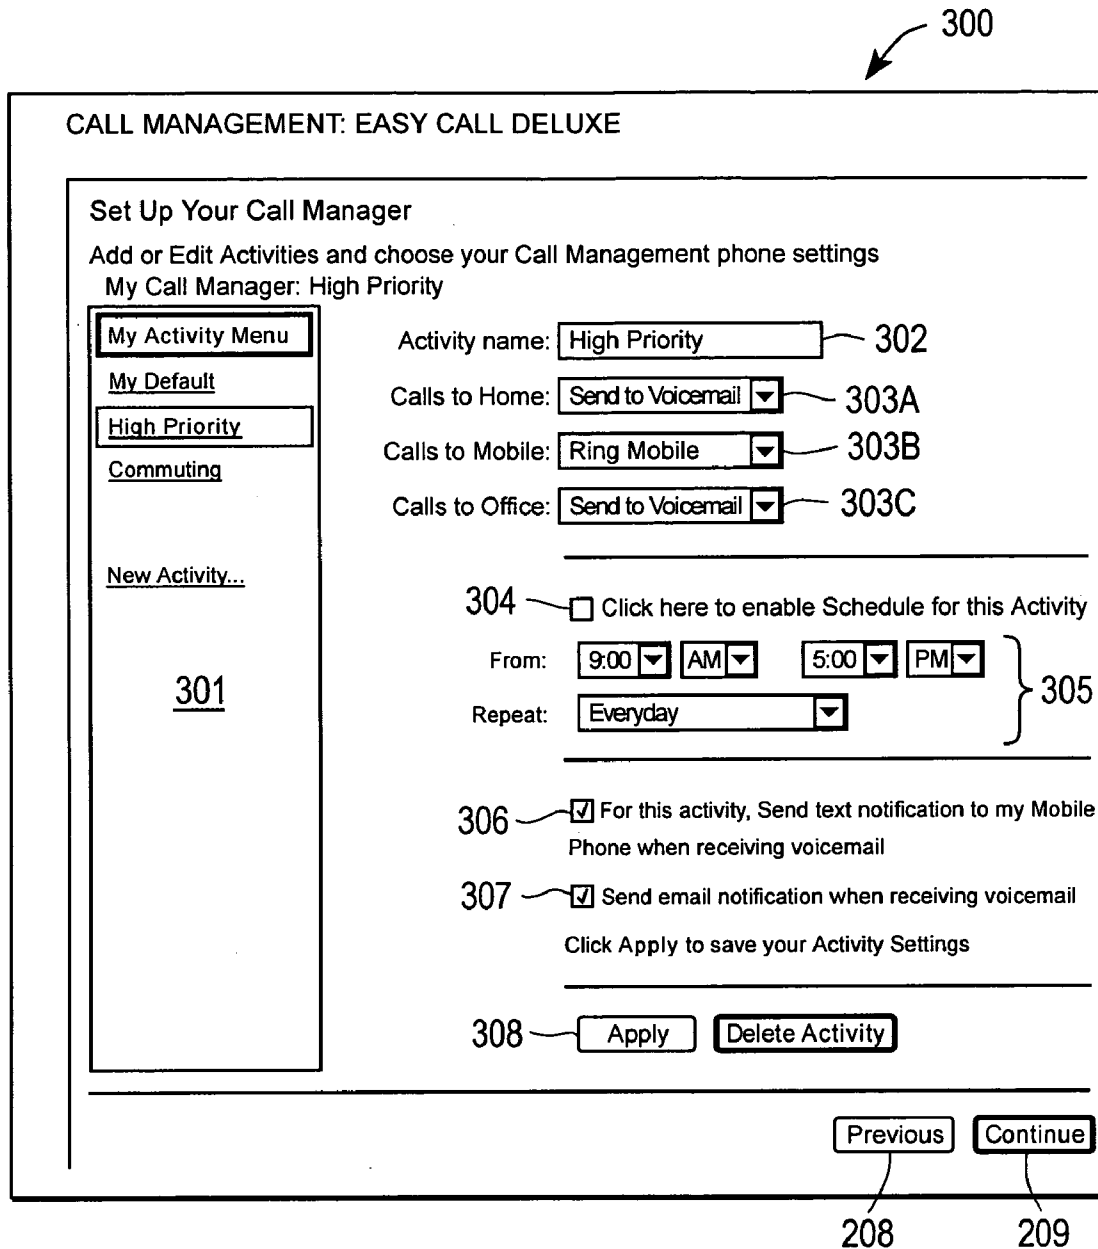 300
CALL MANAGEMENT: EASY CALL DELUXE
Set Up Your Call Manager
Add or Edit Activities and choose your Call Management phone settings
My Call Manager: High Priority
My Activity Menu
My Default
High Priority
Commuting
New Activity...
301
Activity name: High Priority 302
Calls to Home: Send to Voicemail 303A
Calls to Mobile: Ring Mobile 303B
Calls to Office: Send to Voicemail 303C
304 Click here to enable Schedule for this Activity
From: 9:00 AM 5:00 PM
305
Repeat: Everyday
306 For this activity, Send text notification to my Mobile
Phone when receiving voicemail
307 Send email notification when receiving voicemail
Click Apply to save your Activity Settings
308 Apply Delete Activity
Previous Continue
208 209